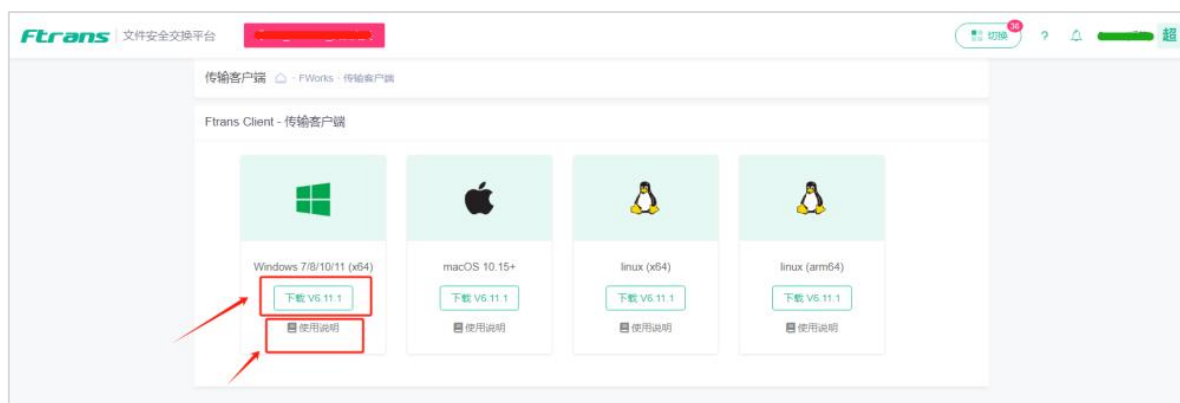 Ftrans 文件安全交换平台 切换 36 ? 超
传输客户端 - FWorks - 传输客户端
Ftrans Client - 传输客户端
Windows 7/8/10/11 (x64) macOS 10.15+ linux (x64) linux (arm64)
下载 V6.11.1 下载 V6.11.1 下载 V6.11.1 下载 V6.11.1
使用说明 使用说明 使用说明 使用说明